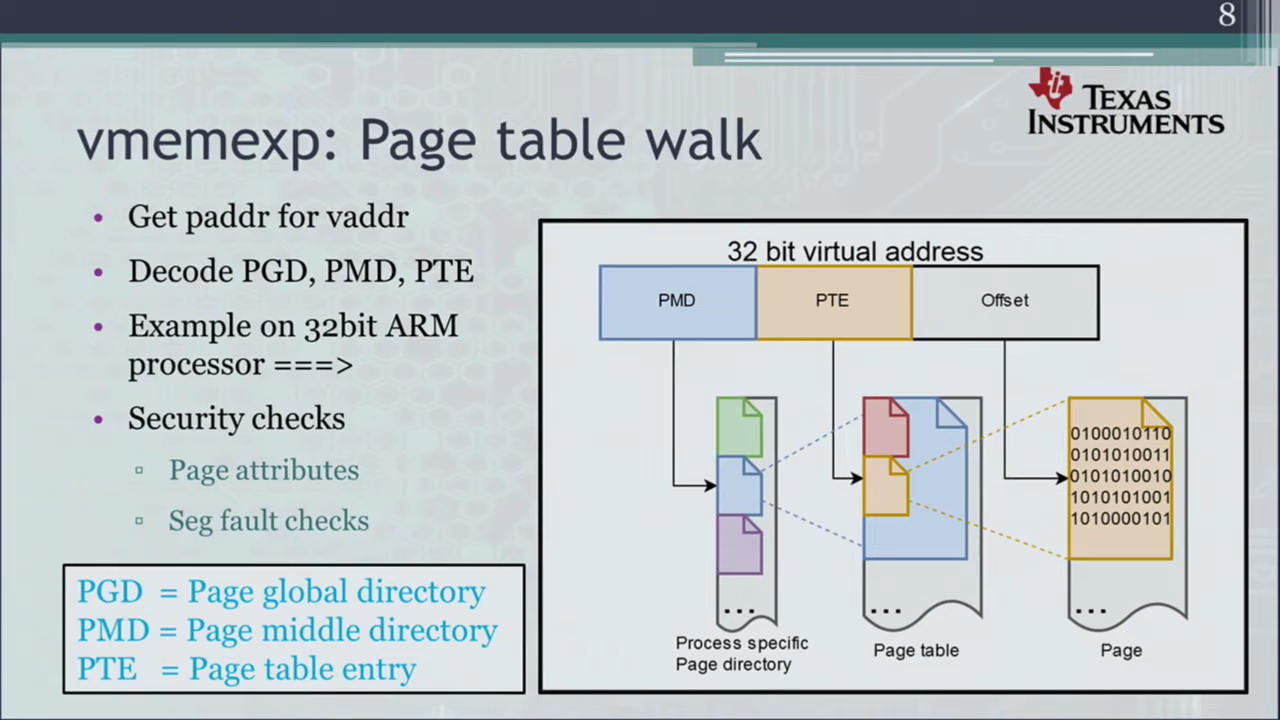 8
TEXAS
INSTRUMENTS
vmemexp: Page table walk
• Get paddr for vaddr
• Decode PGD, PMD, PTE
• Example on 32bit ARM
processor ===>
• Security checks
▫ Page attributes
▫ Seg fault checks
PGD = Page global directory
PMD = Page middle directory
PTE = Page table entry
32 bit virtual address
PMD
PTE
Offset
0100010110
0101010011
0101010010
1010101001
1010000101
...
...
...
Process specific
Page directory
Page table
Page